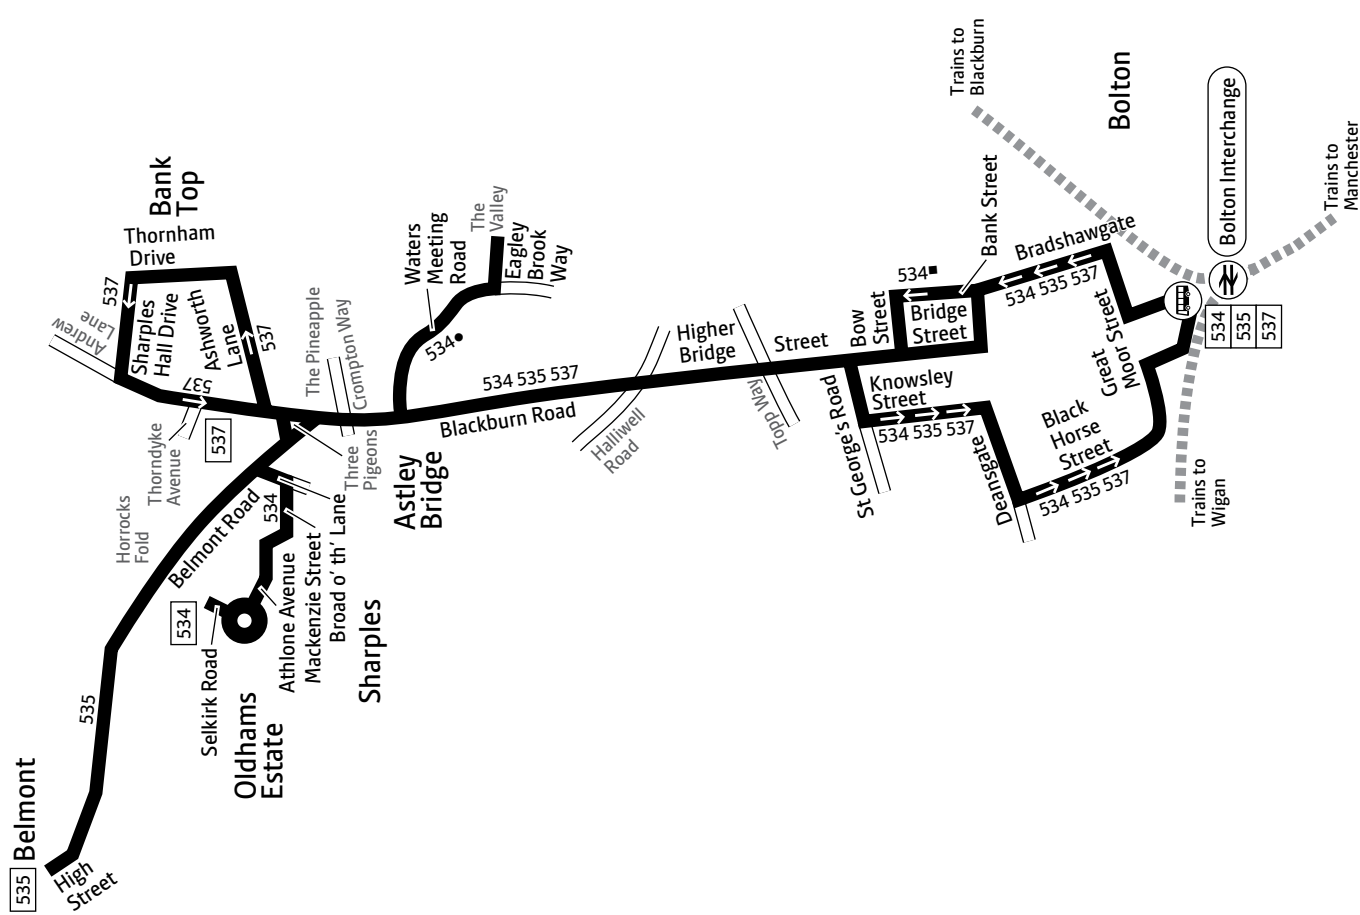 535
Belmont
High
Street
535
Horrocks
Fold
Belmont Road
534
Selkirk Road
Oldhams
Estate
534
Athlone Avenue
Mackenzie Street
Broad o' th' Lane
Sharples
Thorndyke
Avenue
537
537
Andrew
Lane
537
Thornham
Drive
Bank
Top
Sharples
Hall Drive
Ashworth
Lane
537
The Pineapple
Crompton Way
Three
Pigeons
Astley
Bridge
Waters
Meeting
Road
534●
The
Valley
Eagley
Brook
Way
534 535 537
Blackburn Road
Halliwell
Road
Higher
Bridge
Street
Topp Way
St George's Road
Knowsley
Street
534 535 537
Bow
Street
534■
Bridge
Street
Bank Street
Bradshawgate
534 535 537
Deansgate
Black
Horse
Street
534 535 537
Great
Moor Street
Trains to
Blackburn
Bolton
Bolton Interchange
534
535
537
Trains to
Manchester
Trains to
Wigan